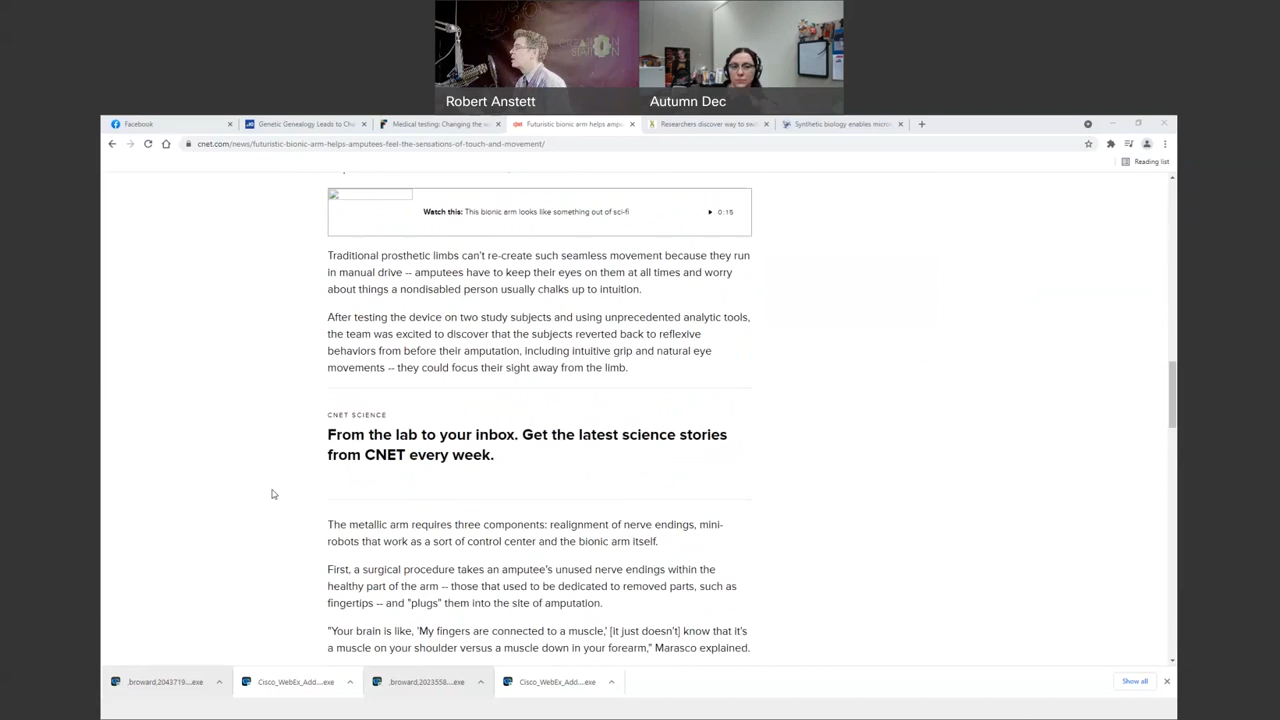 Robert Anstett
Autumn Dec
Facebook
Genetic Genealogy Leads to Ch
Medical testing: Changing the w
Futuristic bionic arm helps ampu
Researchers discover way to swi
Synthetic biology enables micro
cnet.com/news/futuristic-bionic-arm-helps-amputees-feel-the-sensations-of-touch-and-movement/
Reading list
Watch this: This bionic arm looks like something out of sci-fi
0:15
Traditional prosthetic limbs can't re-create such seamless movement because they run
in manual drive -- amputees have to keep their eyes on them at all times and worry
about things a nondisabled person usually chalks up to intuition.
After testing the device on two study subjects and using unprecedented analytic tools,
the team was excited to discover that the subjects reverted back to reflexive
behaviors from before their amputation, including intuitive grip and natural eye
movements -- they could focus their sight away from the limb.
CNET SCIENCE
From the lab to your inbox. Get the latest science stories
from CNET every week.
The metallic arm requires three components: realignment of nerve endings, mini-
robots that work as a sort of control center and the bionic arm itself.
First, a surgical procedure takes an amputee's unused nerve endings within the
healthy part of the arm -- those that used to be dedicated to removed parts, such as
fingertips -- and "plugs" them into the site of amputation.
"Your brain is like, 'My fingers are connected to a muscle,' [it just doesn't] know that it's
a muscle on your shoulder versus a muscle down in your forearm," Marasco explained.
,broward,2043719....exe
Cisco_WebEx_Add....exe
,broward,2023558....exe
Cisco_WebEx_Add....exe
Show all